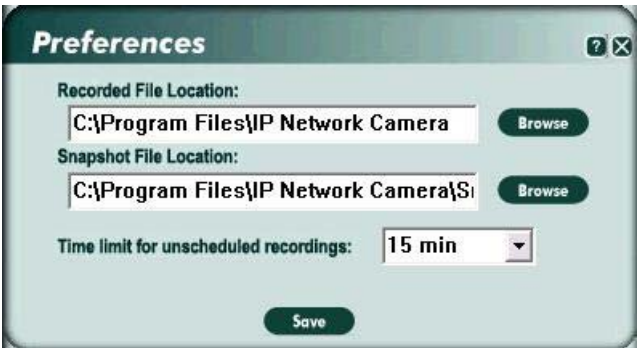 Preferences
?
Recorded File Location:
C:\Program Files\IP Network Camera
Browse
Snapshot File Location:
C:\Program Files\IP Network Camera\
Browse
Time limit for unscheduled recordings:
15 min
Save